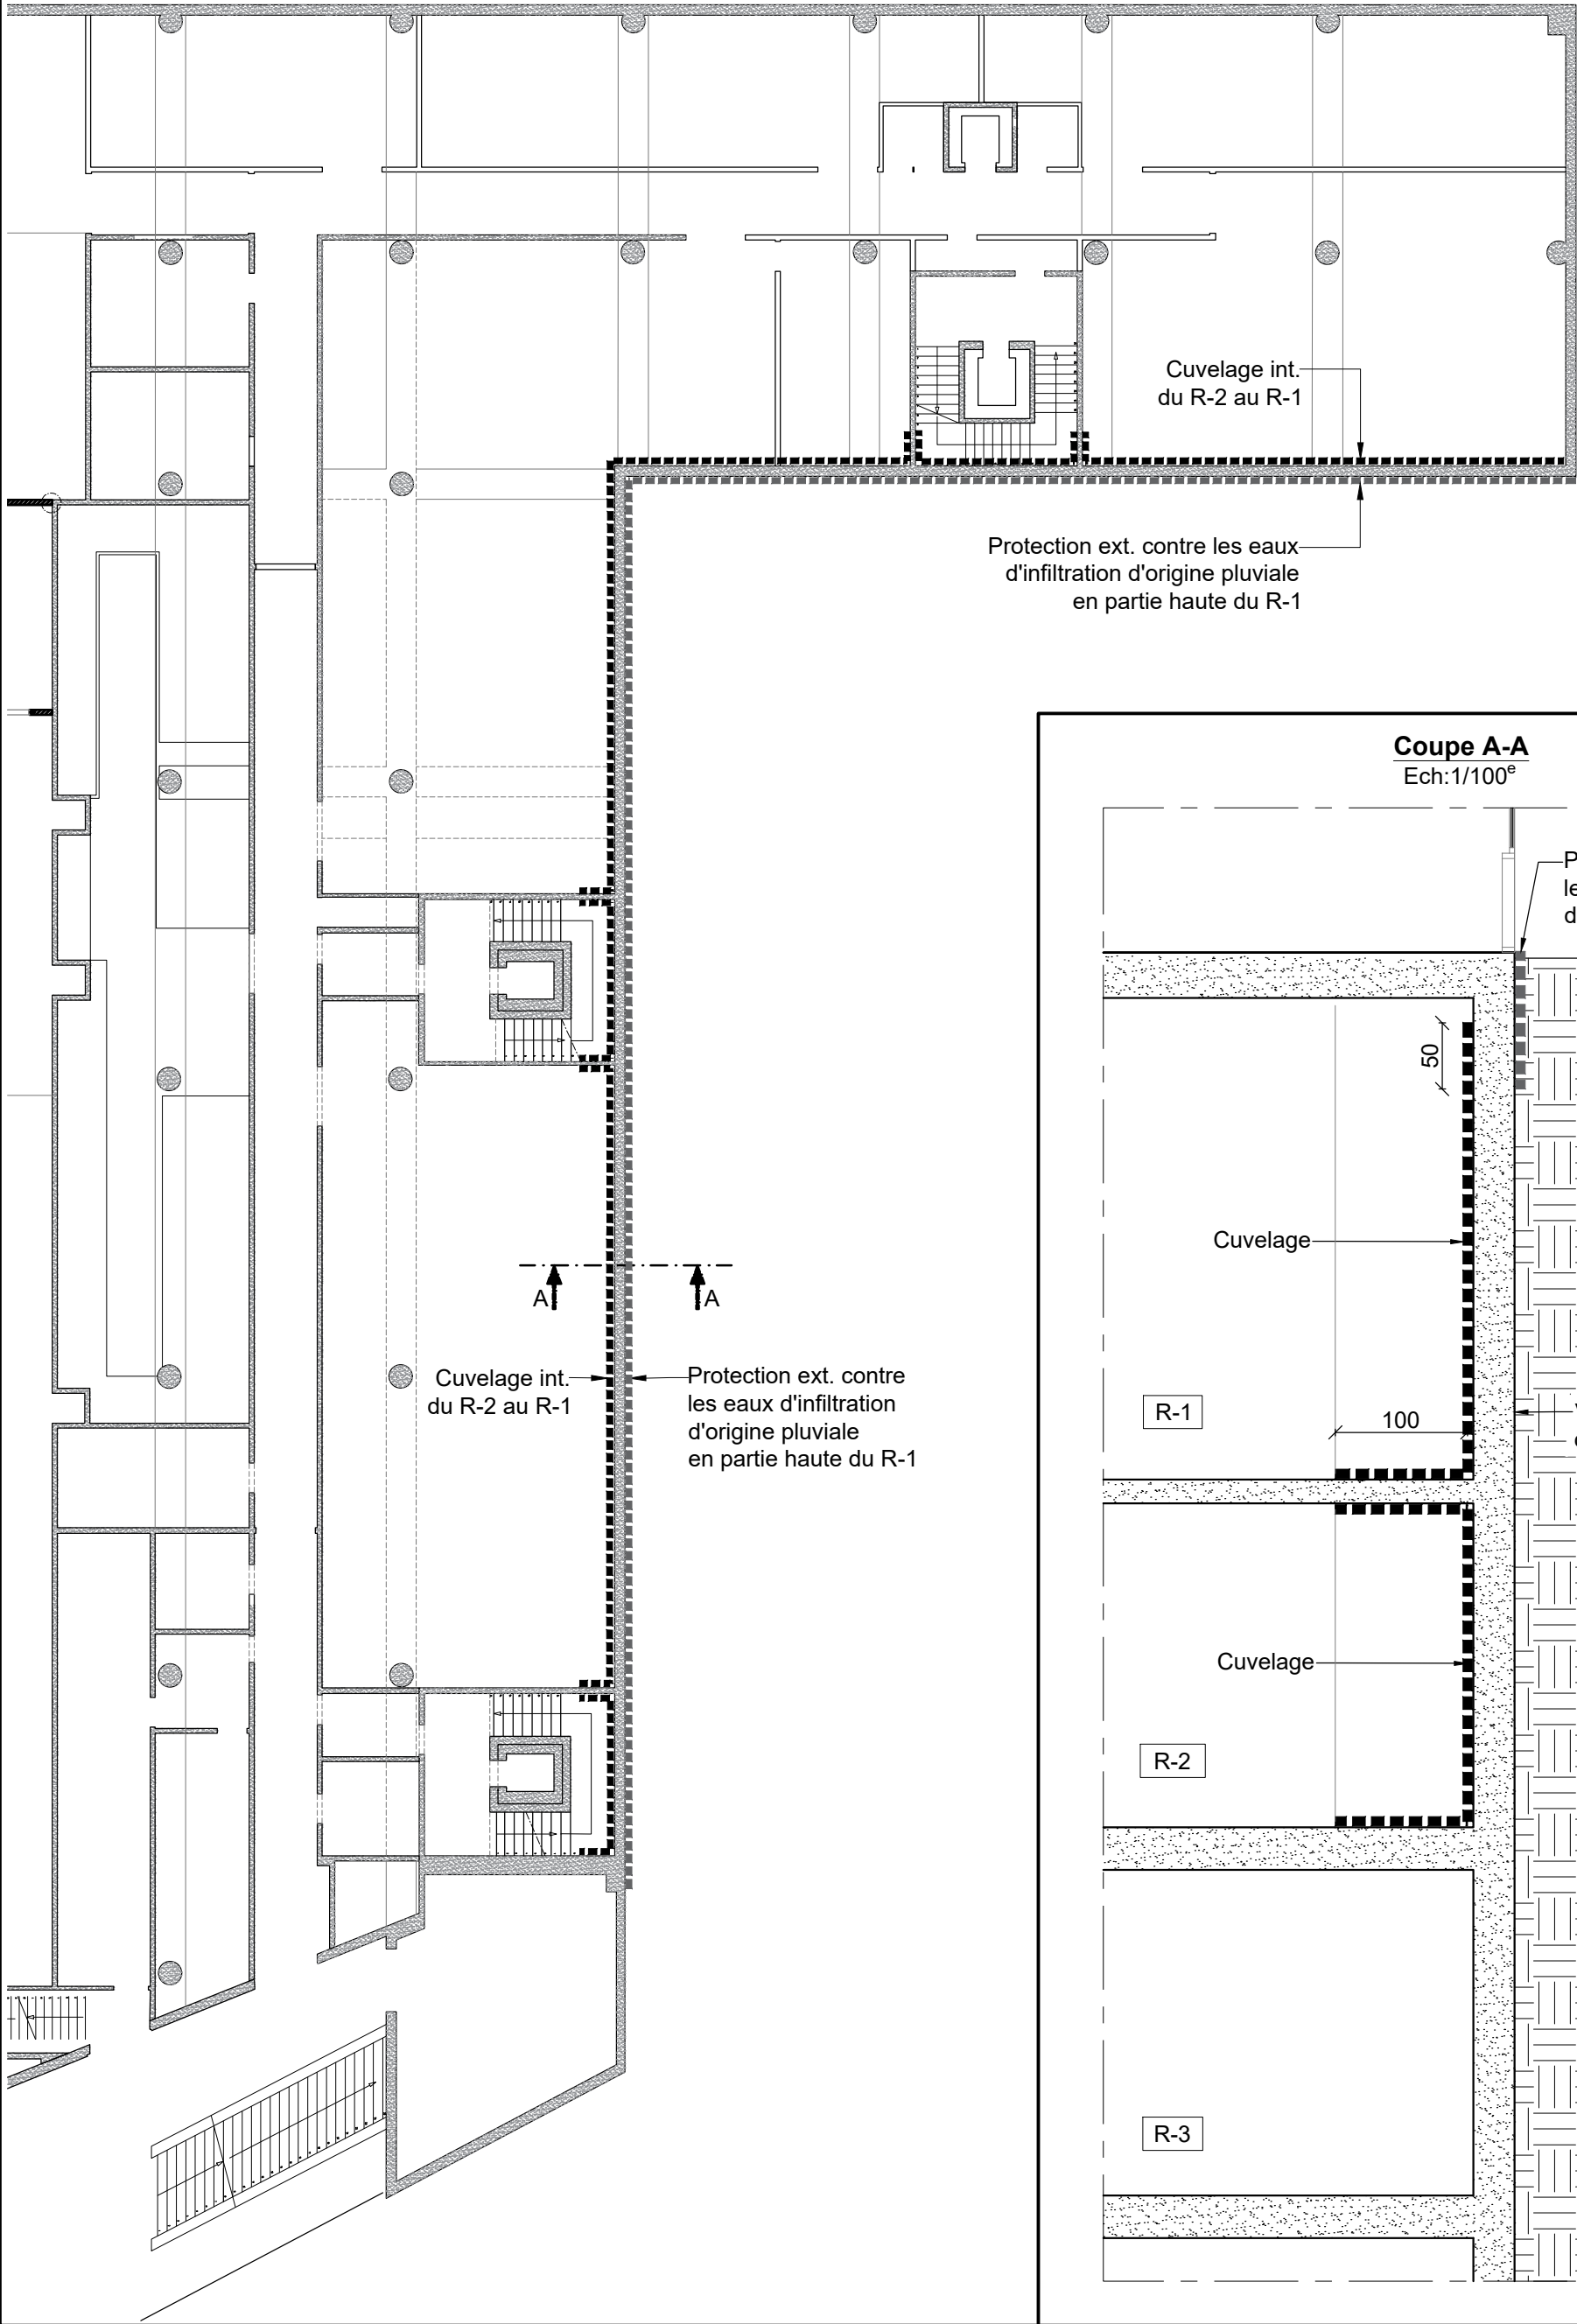 Cuvelage int.
du R-2 au R-1
Protection ext. contre les eaux
d'infiltration d'origine pluviale
en partie haute du R-1
Coupe A-A
Ech:1/100e
P
le
d
50
Cuvelage
A
A
Cuvelage int.
du R-2 au R-1
Protection ext. contre
les eaux d'infiltration
d'origine pluviale
en partie haute du R-1
R-1
100
Cuvelage
R-2
R-3